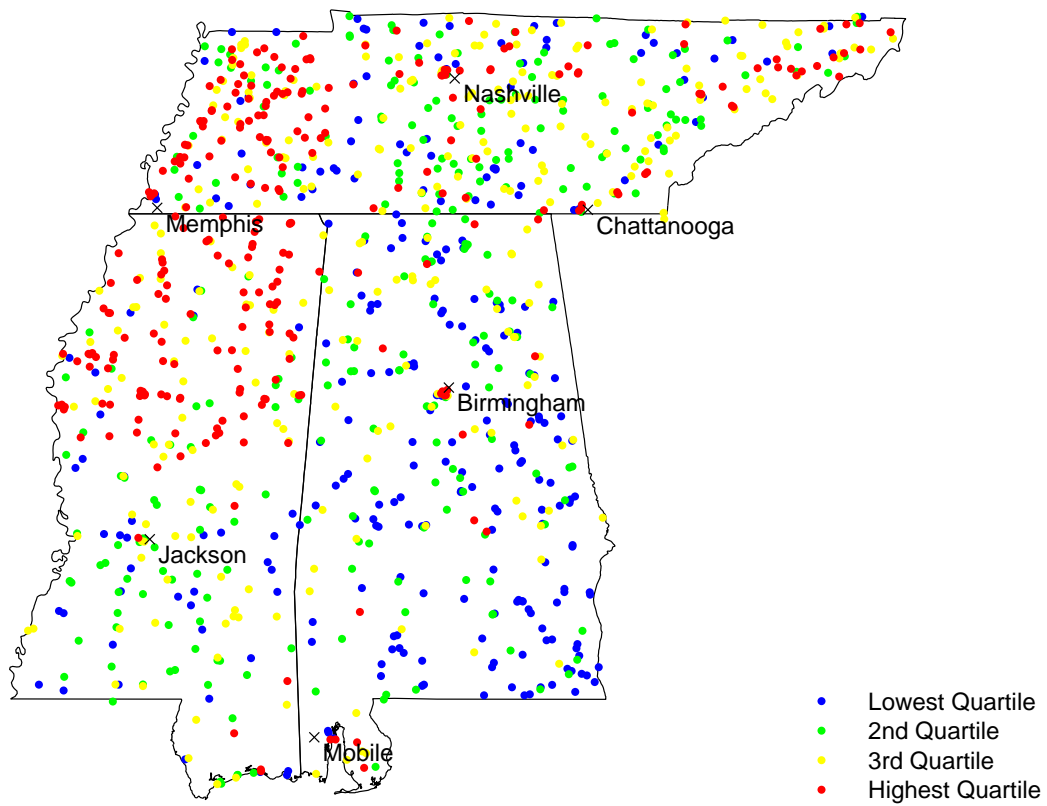 Nashville
Memphis
Chattanooga
Birmingham
Jackson
Mobile
Lowest Quartile
2nd Quartile
3rd Quartile
Highest Quartile